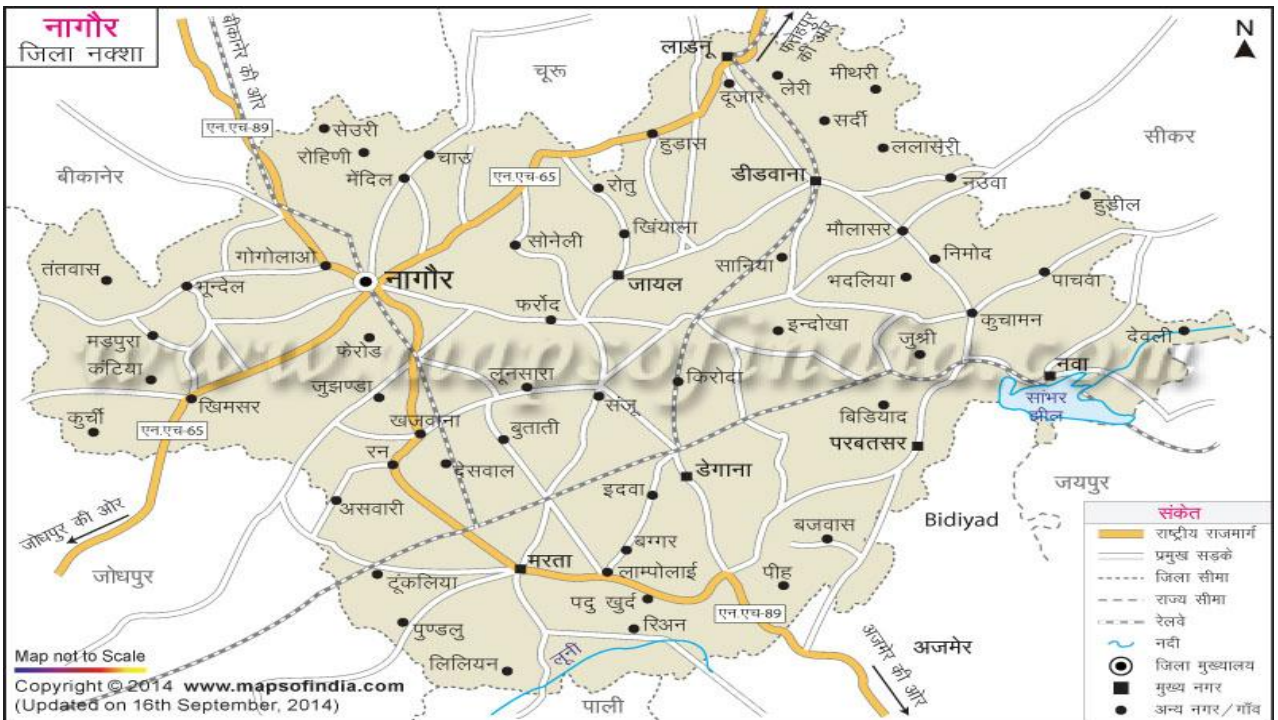 नागौर
जिला नक्शा
बीकानेर की ओर
फतेहपुर की ओर
N
लाडनू
चूरू
दूजार
लेरी
मीथरी
एन.एच-89
सेउरी
हुडास
सर्दी
सीकर
रोहिणी
चाउ
ललासरी
बीकानेर
मेंदिल
एन.एच-65
रोतु
डीडवाना
नउवा
हुडील
खिंयाला
मौलासर
सोनेली
तंतवास
गोगोलाओ
सानिया
निमोद
भून्देल
नागौर
जायल
भदलिया
पाचवा
फर्रोद
इन्दोखा
कुचामन
देवली
मड़पुरा
फेरोड
जुश्री
www.mapsofindia.com
कंटिया
जुझण्डा
लूनसारा
किरोदा
नवा
खिमसर
संजू
सांभर झील
कुर्ची
एन.एच-65
खजवाना
बुताती
बिडियाद
परबतसर
रन
देसवाल
डेगाना
असवारी
इदवा
जयपुर
जोधपुर की ओर
बजवास
Bidiyad
जोधपुर
बग्गर
मरता
टूंकलिया
लाम्पोलाई
पीह
पदु खुर्द
एन.एच-89
पुण्डलु
रिअन
अजमेर
लिलियन
लूनी
अजमेर की ओर
पाली
संकेत
राष्ट्रीय राजमार्ग
प्रमुख सड़के
जिला सीमा
राज्य सीमा
रेलवे
नदी
जिला मुख्यालय
मुख्य नगर
अन्य नगर/गाँव
Map not to Scale
Copyright © 2014 www.mapsofindia.com
(Updated on 16th September, 2014)